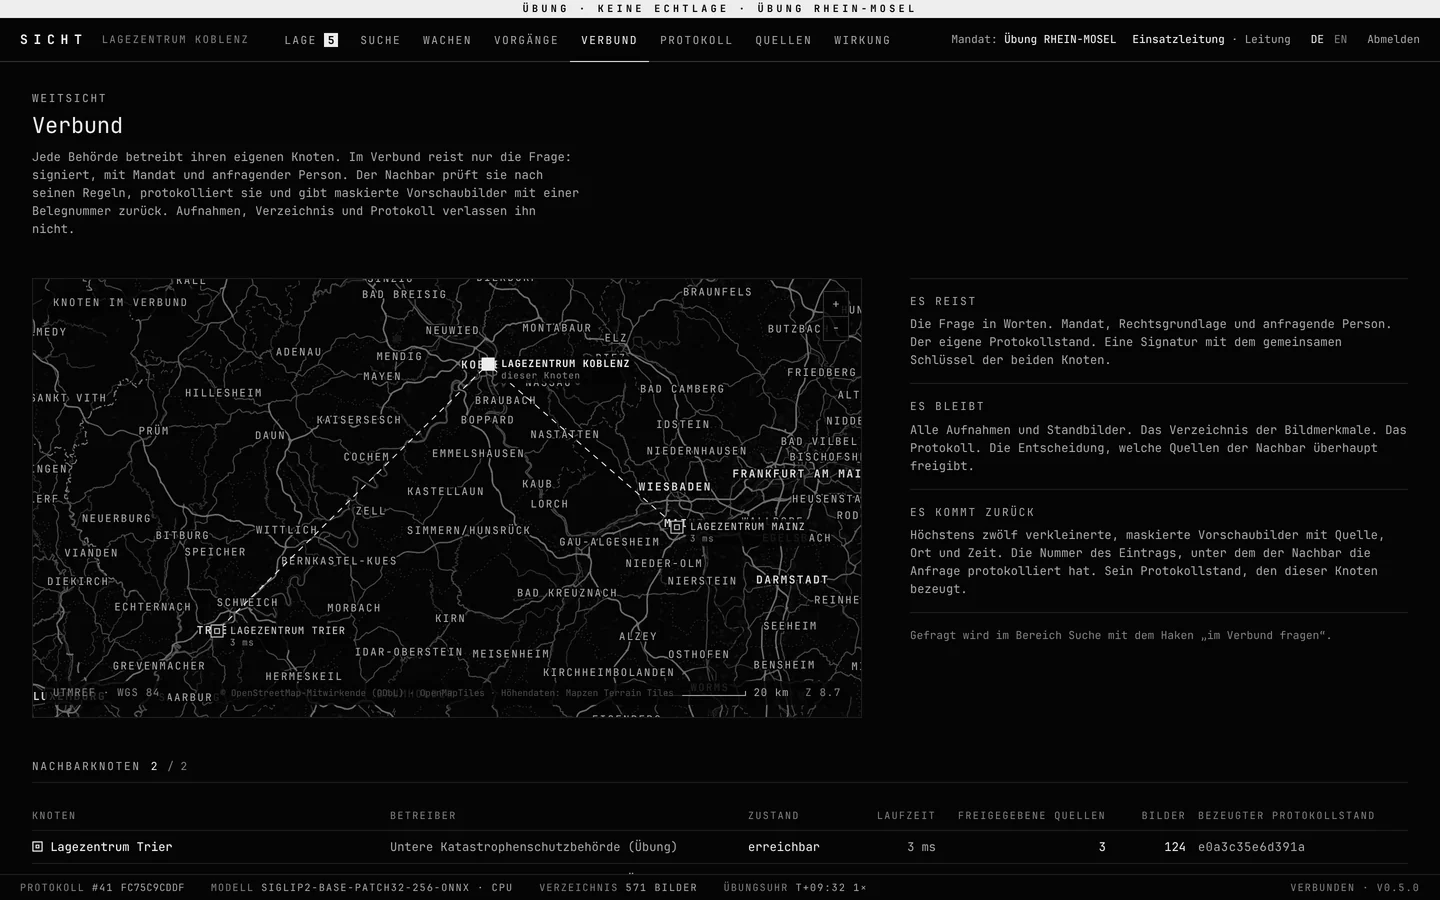 ÜBUNG · KEINE ECHTLAGE · ÜBUNG RHEIN-MOSEL
SICHT LAGEZENTRUM KOBLENZ LAGE 5 SUCHE WACHEN VORGÄNGE VERBUND PROTOKOLL QUELLEN WIRKUNG Mandat: Übung RHEIN-MOSEL Einsatzleitung · Leitung DE EN Abmelden
WEITSICHT
Verbund
Jede Behörde betreibt ihren eigenen Knoten. Im Verbund reist nur die Frage:
signiert, mit Mandat und anfragender Person. Der Nachbar prüft sie nach
seinen Regeln, protokolliert sie und gibt maskierte Vorschaubilder mit einer
Belegnummer zurück. Aufnahmen, Verzeichnis und Protokoll verlassen ihn
nicht.
KNOTEN IM VERBUND
BAD BREISIG
BRAUNFELS
+
-
NEUWIED
MONTABAUR
ELZ
BUTZBAC
ADENAU
MENDIG
LAGEZENTRUM KOBLENZ
dieser Knoten
MAYEN
FRIEDBERG
HILLESHEIM
SANKT VITH
BRAUBACH
BAD CAMBERG
KAISERSESCH
BOPPARD
IDSTEIN
PRÜM
DAUN
NASTÄTTEN
BAD VILBEL
COCHEM
EMMELSHAUSEN
NIEDERNHAUSEN
WIESBADEN
FRANKFURT AM MAI
KASTELLAUN
KAUB
LORCH
HEUSENSTA
ZELL
NEUERBURG
WITTLICH
SIMMERN/HUNSRÜCK
LAGEZENTRUM MAINZ
3 ms
BITBURG
GAU-ALGESHEIM
VIANDEN
SPEICHER
BERNKASTEL-KUES
NIEDER-OLM
DIEKIRCH
NIERSTEIN
DARMSTADT
BAD KREUZNACH
ECHTERNACH
SCHWEICH
MORBACH
REINHE
KIRN
SEEHEIM
LAGEZENTRUM TRIER
3 ms
ALZEY
IDAR-OBERSTEIN
MEISENHEIM
OSTHOFEN
GREVENMACHER
HERMESKEIL
KIRCHHEIMBOLANDEN
BENSHEIM
UTMREF · WGS 84
© OpenStreetMap-Mitwirkende (ODbL) · OpenMapTiles · Höhendaten: Mapzen Terrain Tiles
20 km Z 8.7
ES REIST
Die Frage in Worten. Mandat, Rechtsgrundlage und anfragende Person.
Der eigene Protokollstand. Eine Signatur mit dem gemeinsamen
Schlüssel der beiden Knoten.
ES BLEIBT
Alle Aufnahmen und Standbilder. Das Verzeichnis der Bildmerkmale. Das
Protokoll. Die Entscheidung, welche Quellen der Nachbar überhaupt
freigibt.
ES KOMMT ZURÜCK
Höchstens zwölf verkleinerte, maskierte Vorschaubilder mit Quelle,
Ort und Zeit. Die Nummer des Eintrags, unter dem der Nachbar die
Anfrage protokolliert hat. Sein Protokollstand, den dieser Knoten
bezeugt.
Gefragt wird im Bereich Suche mit dem Haken „im Verbund fragen“.
NACHBARKNOTEN 2 / 2
KNOTEN BETREIBER ZUSTAND LAUFZEIT FREIGEGEBENE QUELLEN BILDER BEZEUGTER PROTOKOLLSTAND
Lagezentrum Trier Untere Katastrophenschutzbehörde (Übung) erreichbar 3 ms 3 124 e0a3c35e6d391a
PROTOKOLL #41 FC75C9CDDF MODELL SIGLIP2-BASE-PATCH32-256-ONNX · CPU VERZEICHNIS 571 BILDER ÜBUNGSUHR T+09:32 1× VERBUNDEN · V0.5.0